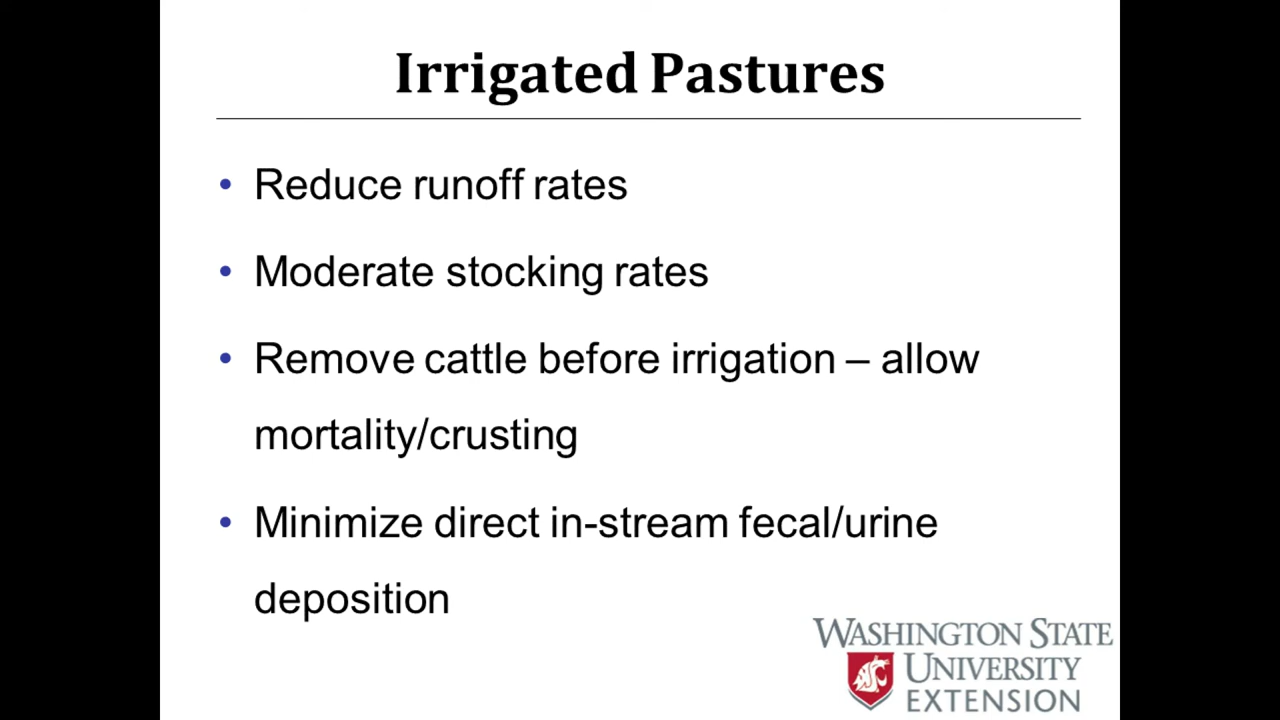 Irrigated Pastures
• Reduce runoff rates
• Moderate stocking rates
• Remove cattle before irrigation – allow
mortality/crusting
• Minimize direct in-stream fecal/urine
deposition
WASHINGTON STATE
UNIVERSITY
EXTENSION